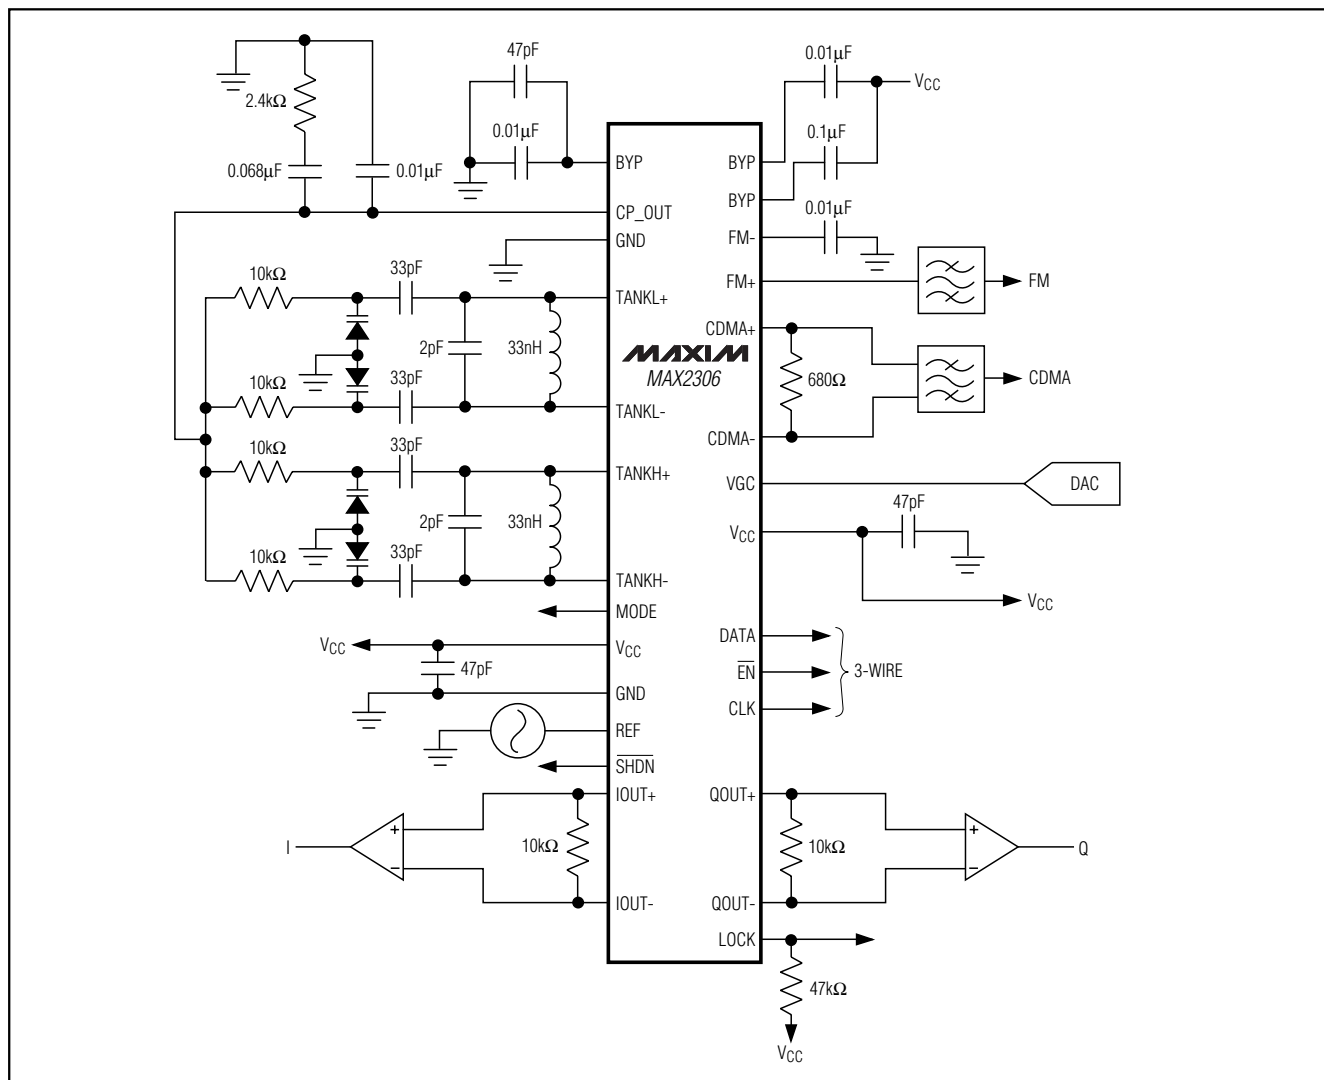 47pF
0.01μF
VCC
2.4kΩ
0.01μF
0.1μF
0.068μF
0.01μF
BYP
BYP
BYP
CP_OUT
0.01μF
GND
FM-
10kΩ
33pF
TANKL+
FM+
FM
CDMA+
2pF
33nH
MAXIM
MAX2306
680Ω
CDMA
10kΩ
33pF
TANKL-
CDMA-
10kΩ
33pF
TANKH+
VGC
DAC
47pF
2pF
33nH
VCC
10kΩ
33pF
TANKH-
VCC
MODE
DATA
VCC
VCC
47pF
EN
3-WIRE
GND
CLK
REF
SHDN
IOUT+
QOUT+
I
+
−
10kΩ
10kΩ
+
−
Q
IOUT-
QOUT-
LOCK
47kΩ
VCC